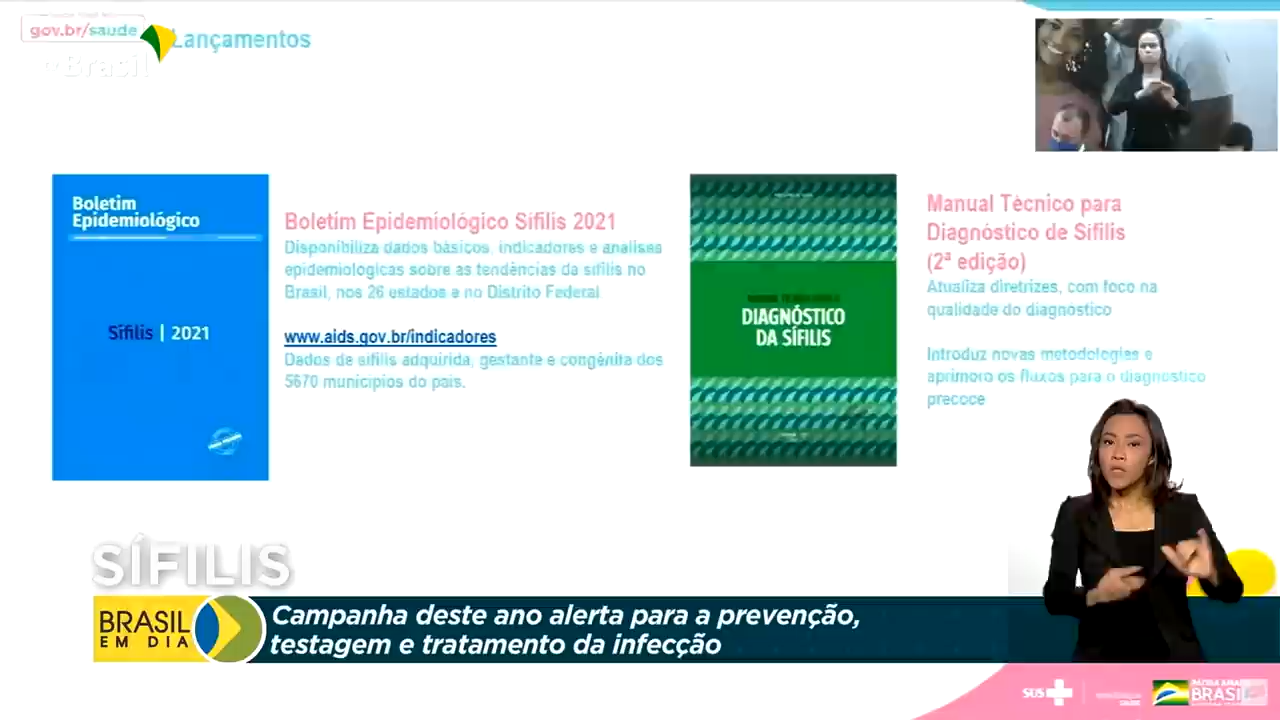 gov.br/saude
Brasil
Lançamentos
Boletim
Epidemiológico
Sífilis | 2021
Boletim Epidemiológico Sífilis 2021
Disponibiliza dados básicos, indicadores e análises
epidemiológicas sobre as tendências da sífilis no
Brasil, nos 26 estados e no Distrito Federal
www.aids.gov.br/indicadores
Dados de sífilis adquirida, gestante e congênita dos
5670 municípios do país.
DIAGNÓSTICO
DA SÍFILIS
Manual Técnico para
Diagnóstico de Sífilis
(2ª edição)
Atualiza diretrizes, com foco na
qualidade do diagnóstico
Introduz novas metodologias e
aprimora os fluxos para o diagnóstico
precoce
SÍFILIS
BRASIL
EM DIA
Campanha deste ano alerta para a prevenção,
testagem e tratamento da infecção
SUS
BRASIL